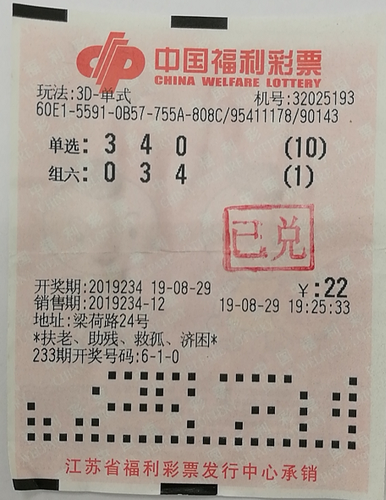 中国福利彩票
CHINA WELFARE LOTTERY
玩法:3D-单式 机号:32025193
60E1-5591-0B57-755A-808C/95411178/90143
单选: 3 4 0 (10)
组六: 0 3 4 (1)
已兑
开奖期:2019234 19-08-29 ￥:22
销售期:2019234-12 19-08-29 19:25:33
地址:梁荷路24号
*扶老、助残、救孤、济困*
233期开奖号码:6-1-0
江苏省福利彩票发行中心承销